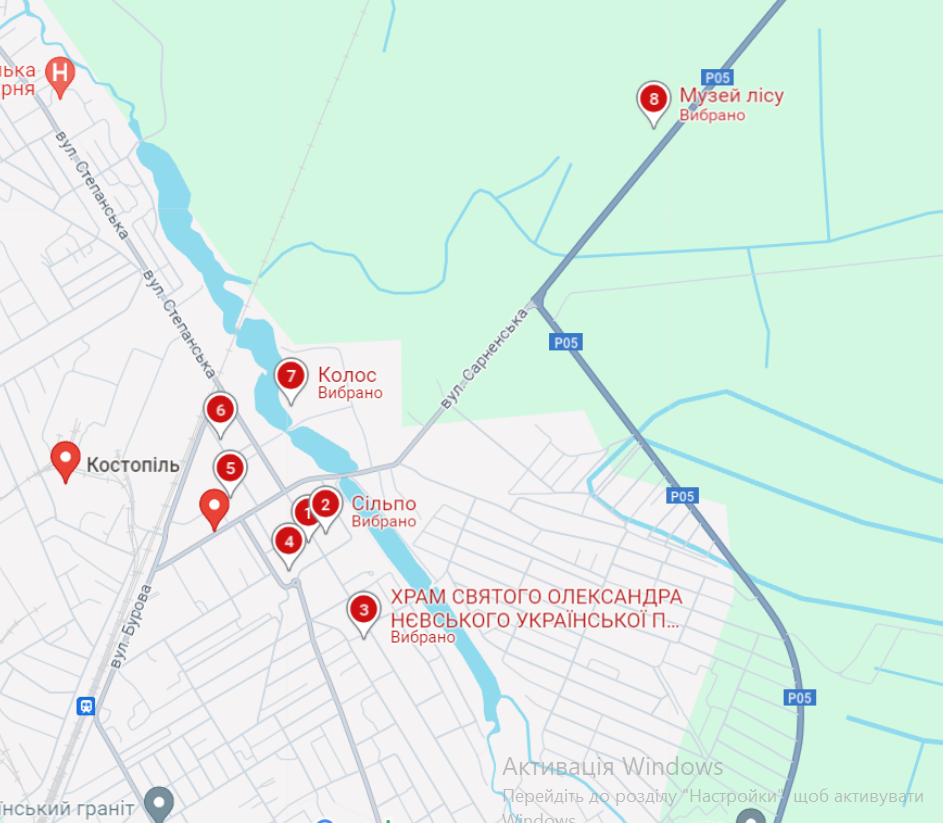 P05
Музей лісу
8
Вибрано
H
вул. Степанська
вул. Степанська
вул. Сарненська
P05
7
Колос
Вибрано
6
Костопіль
5
P05
1
2
Сільпо
Вибрано
4
3
ХРАМ СВЯТОГО ОЛЕКСАНДРА
НЄВСЬКОГО УКРАЇНСЬКОЇ П...
Вибрано
вул. Бурова
P05
Активація Windows
Перейдіть до розділу "Настройки", щоб активувати
Windows.
нський граніт